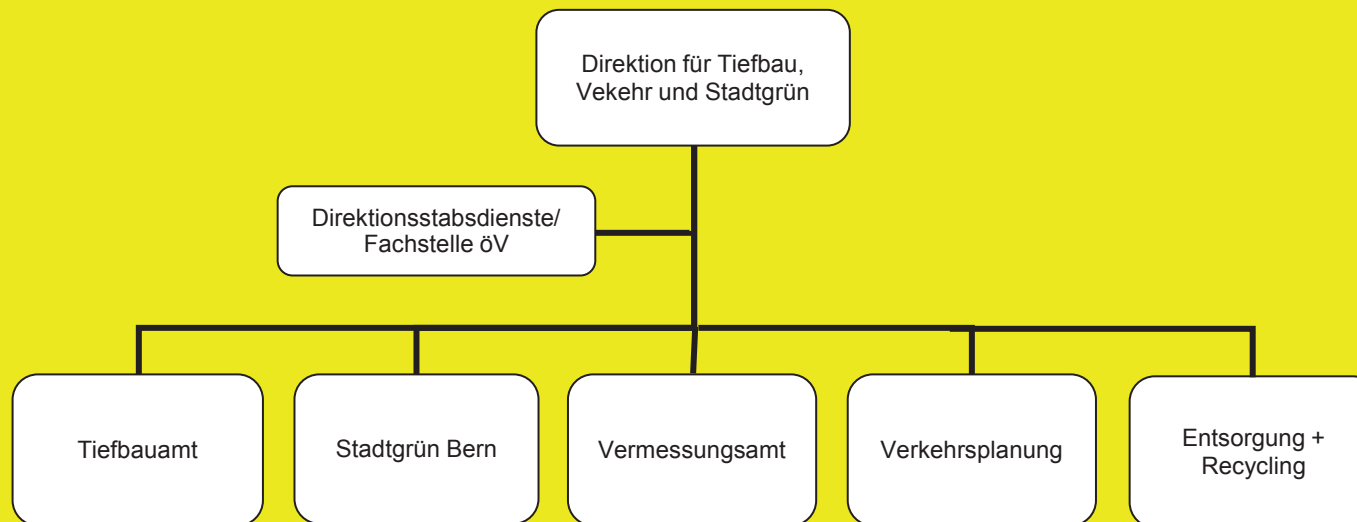 Direktion für Tiefbau,
Vekehr und Stadtgrün
Direktionsstabsdienste/
Fachstelle öV
Tiefbauamt
Stadtgrün Bern
Vermessungsamt
Verkehrsplanung
Entsorgung +
Recycling